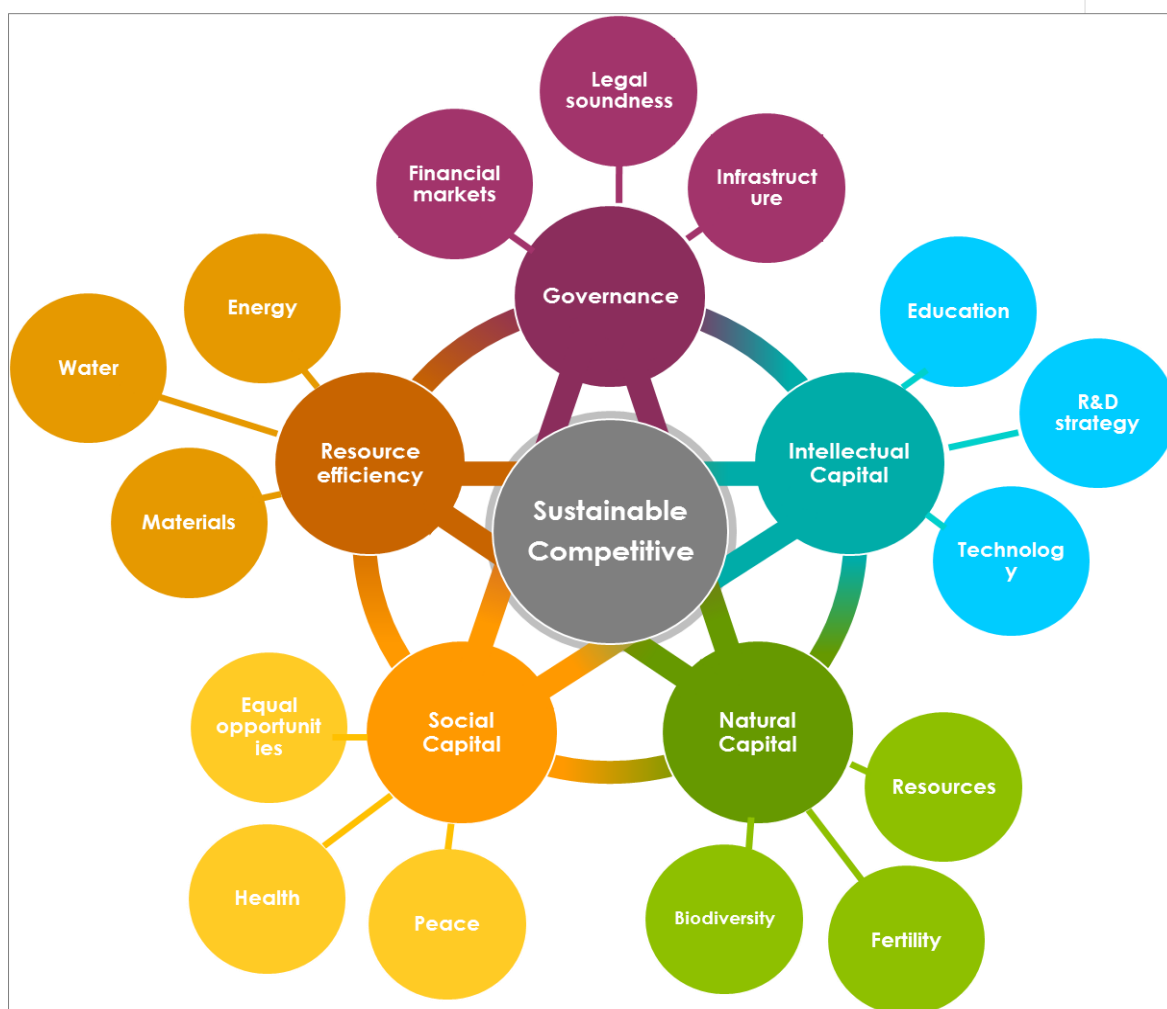 Legal
soundness
Financial
markets
Infrastruct
ure
Governance
Energy
Education
Water
R&D
strategy
Resource
efficiency
Intellectual
Capital
Sustainable
Competitive
Materials
Technolog
y
Equal
opportunit
ies
Social
Capital
Natural
Capital
Resources
Health
Peace
Biodiversity
Fertility